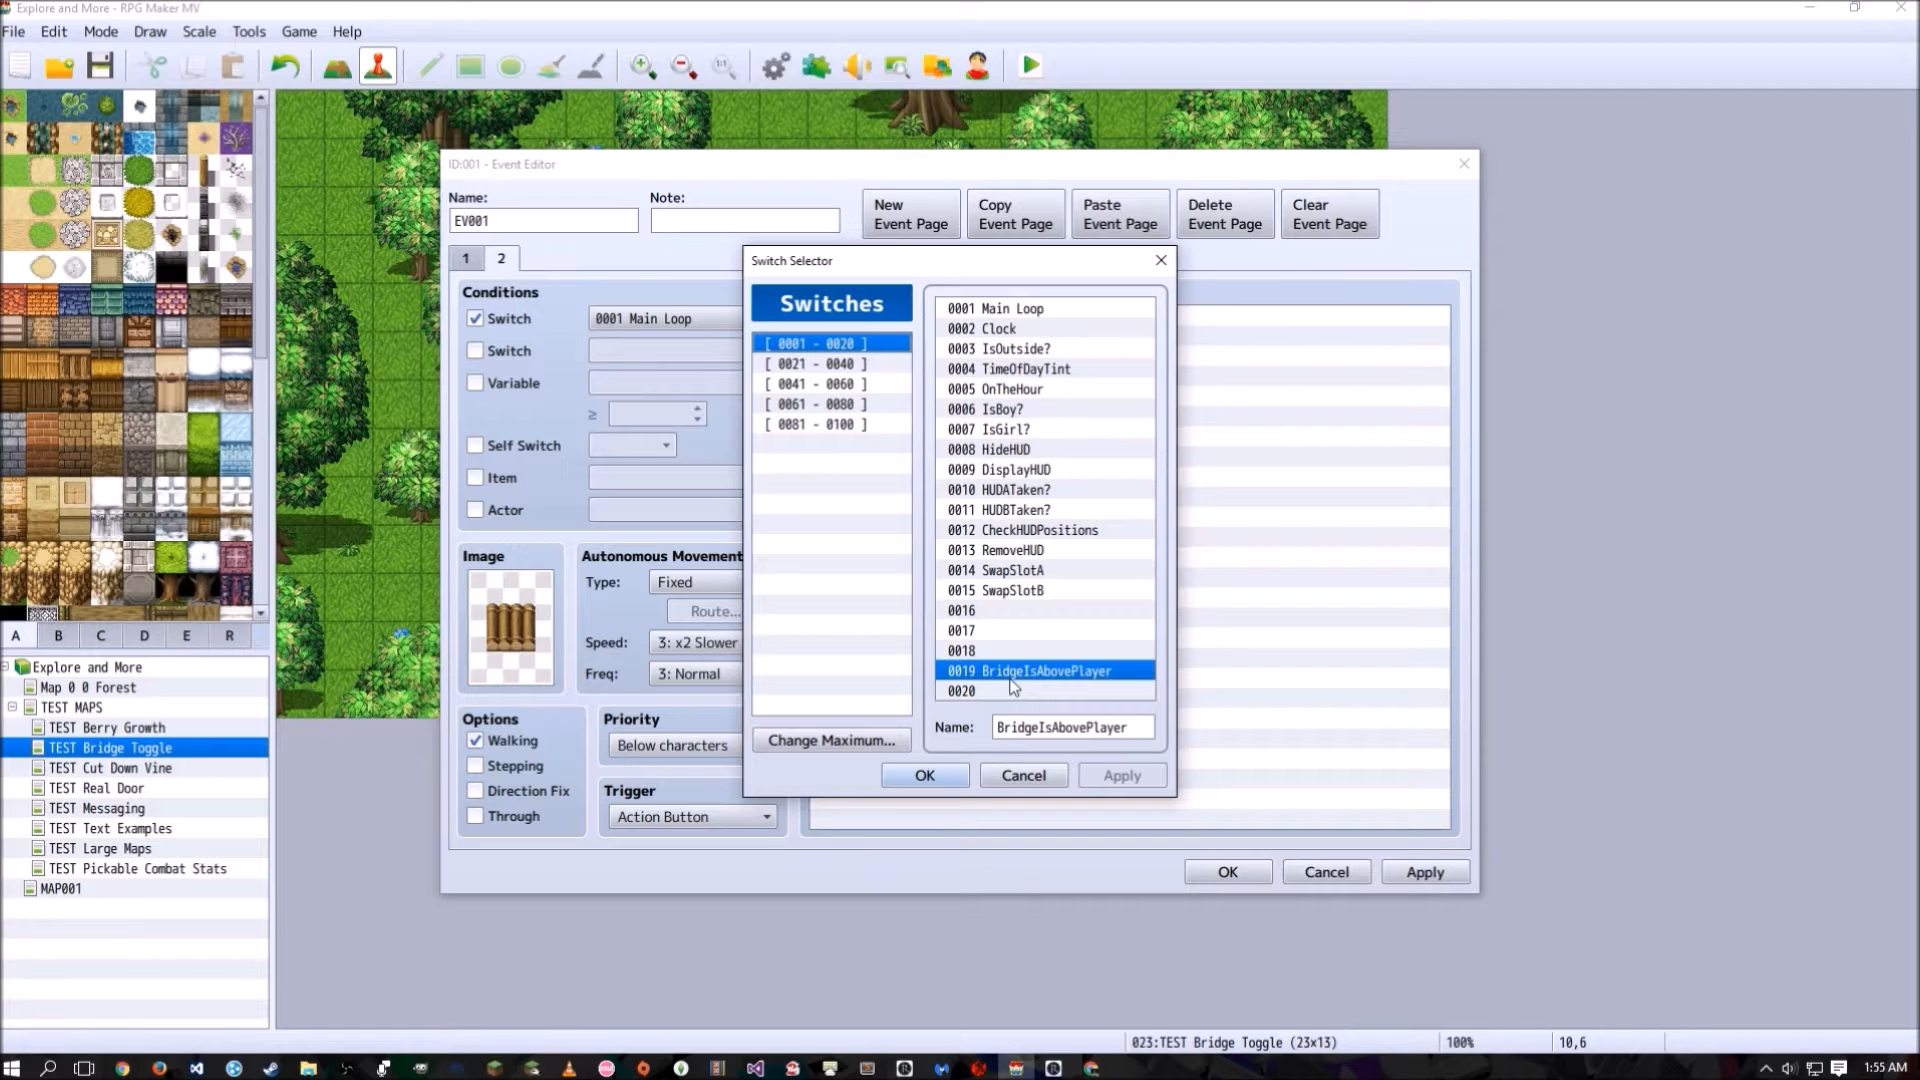 Explore and More - RPG Maker MV
File Edit Mode Draw Scale Tools Game Help
ID:001 - Event Editor
Name:
Note:
EV001
New Event Page
Copy Event Page
Paste Event Page
Delete Event Page
Clear Event Page
1 2
Conditions
Switch
0001 Main Loop
Switch
Variable
≥
Self Switch
Item
Actor
Image
Autonomous Movement
Type:
Fixed
Route...
Speed:
3: x2 Slower
Freq:
3: Normal
Options
Walking
Stepping
Direction Fix
Through
Priority
Below characters
Trigger
Action Button
OK
Cancel
Apply
Switch Selector
Switches
[ 0001 - 0020 ]
[ 0021 - 0040 ]
[ 0041 - 0060 ]
[ 0061 - 0080 ]
[ 0081 - 0100 ]
Change Maximum...
0001 Main Loop
0002 Clock
0003 IsOutside?
0004 TimeOfDayTint
0005 OnTheHour
0006 IsBoy?
0007 IsGirl?
0008 HideHUD
0009 DisplayHUD
0010 HUDATaken?
0011 HUDBTaken?
0012 CheckHUDPositions
0013 RemoveHUD
0014 SwapSlotA
0015 SwapSlotB
0016
0017
0018
0019 BridgeIsAbovePlayer
0020
Name:
BridgeIsAbovePlayer
OK
Cancel
Apply
A B C D E R
Explore and More
Map 0 0 Forest
TEST MAPS
TEST Berry Growth
TEST Bridge Toggle
TEST Cut Down Vine
TEST Real Door
TEST Messaging
TEST Text Examples
TEST Large Maps
TEST Pickable Combat Stats
MAP001
023:TEST Bridge Toggle (23x13)
100%
10,6
1:55 AM